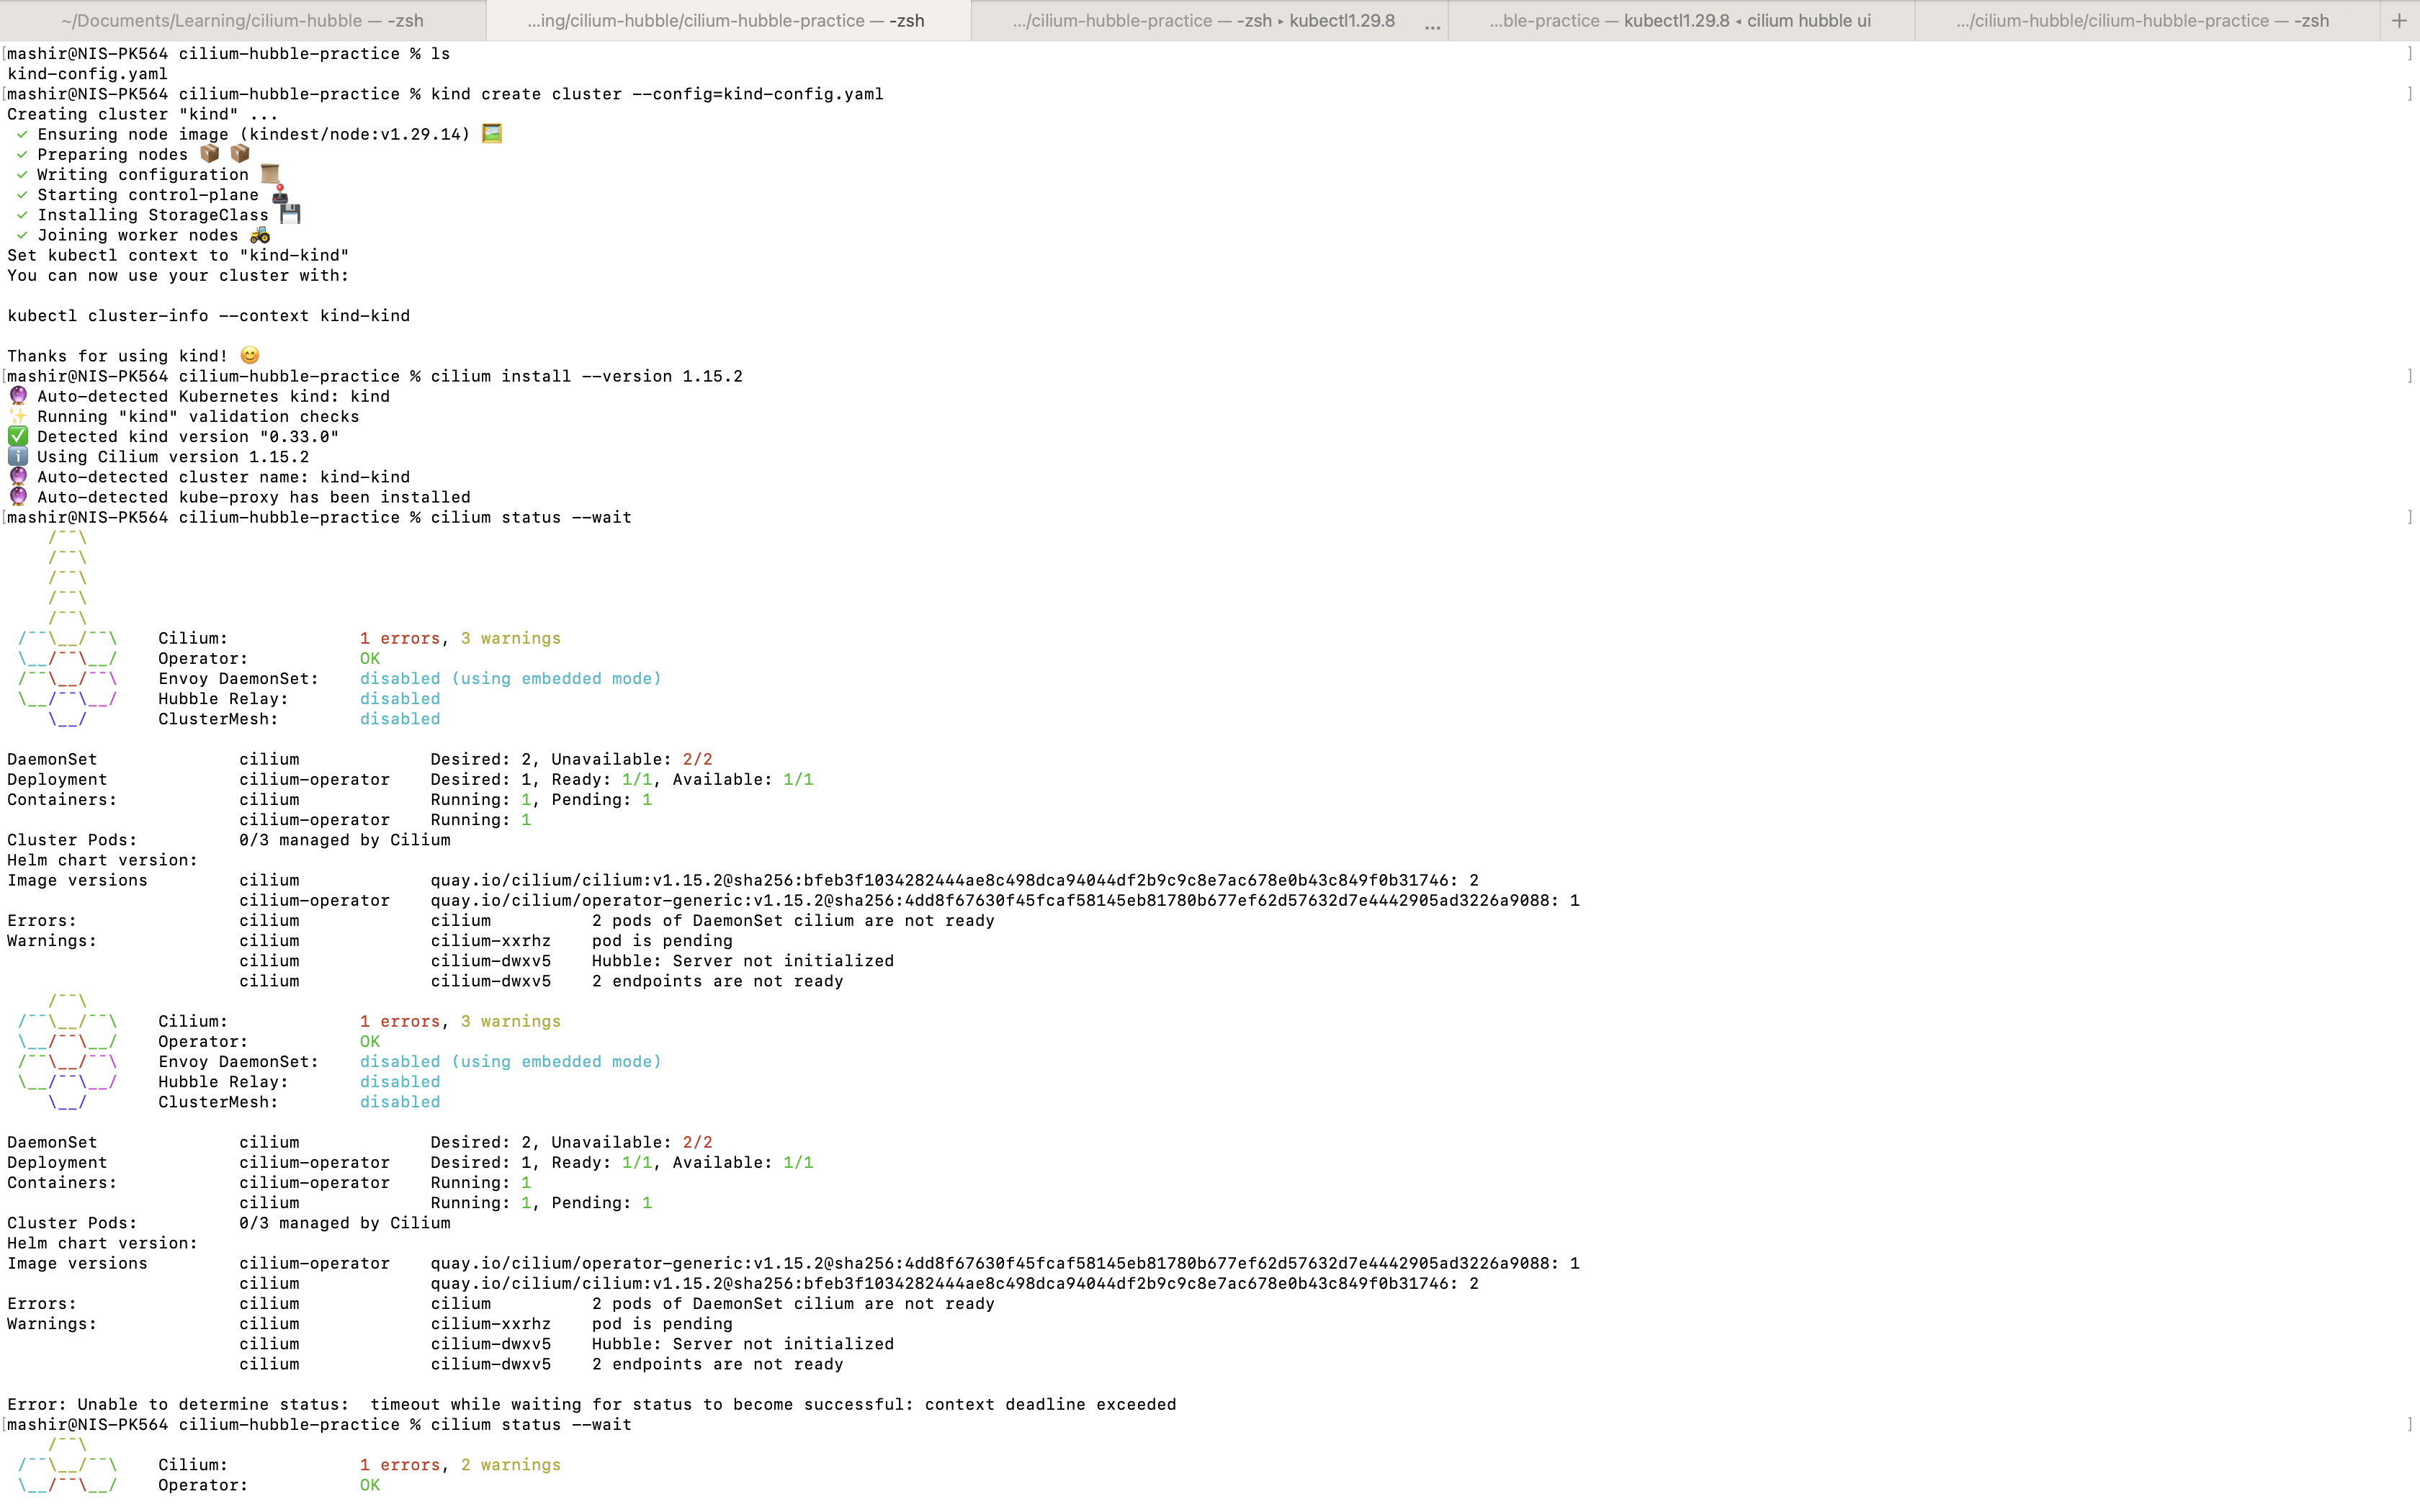 ~/Documents/Learning/cilium-hubble — -zsh
...ing/cilium-hubble/cilium-hubble-practice — -zsh
.../cilium-hubble-practice — -zsh ▸ kubectl1.29.8 ...
...ble-practice — kubectl1.29.8 ◂ cilium hubble ui
.../cilium-hubble/cilium-hubble-practice — -zsh
+
[mashir@NIS-PK564 cilium-hubble-practice % ls ]
kind-config.yaml
[mashir@NIS-PK564 cilium-hubble-practice % kind create cluster --config=kind-config.yaml ]
Creating cluster "kind" ...
✓ Ensuring node image (kindest/node:v1.29.14) 🖼
✓ Preparing nodes 📦 📦
✓ Writing configuration 📜
✓ Starting control-plane 🕹
✓ Installing StorageClass 💾
✓ Joining worker nodes 🚜
Set kubectl context to "kind-kind"
You can now use your cluster with:
kubectl cluster-info --context kind-kind
Thanks for using kind! 😊
[mashir@NIS-PK564 cilium-hubble-practice % cilium install --version 1.15.2 ]
🔮 Auto-detected Kubernetes kind: kind
✨ Running "kind" validation checks
✅ Detected kind version "0.33.0"
ℹ️ Using Cilium version 1.15.2
🔮 Auto-detected cluster name: kind-kind
🔮 Auto-detected kube-proxy has been installed
[mashir@NIS-PK564 cilium-hubble-practice % cilium status --wait ]
    /¯¯\
    /¯¯\
    /¯¯\
    /¯¯\
    /¯¯\
 /¯¯\__/¯¯\    Cilium:             1 errors, 3 warnings
 \__/¯¯\__/    Operator:           OK
 /¯¯\__/¯¯\    Envoy DaemonSet:    disabled (using embedded mode)
 \__/¯¯\__/    Hubble Relay:       disabled
    \__/       ClusterMesh:        disabled
DaemonSet              cilium             Desired: 2, Unavailable: 2/2
Deployment             cilium-operator    Desired: 1, Ready: 1/1, Available: 1/1
Containers:            cilium             Running: 1, Pending: 1
                       cilium-operator    Running: 1
Cluster Pods:          0/3 managed by Cilium
Helm chart version:
Image versions         cilium             quay.io/cilium/cilium:v1.15.2@sha256:bfeb3f1034282444ae8c498dca94044df2b9c9c8e7ac678e0b43c849f0b31746: 2
                       cilium-operator    quay.io/cilium/operator-generic:v1.15.2@sha256:4dd8f67630f45fcaf58145eb81780b677ef62d57632d7e4442905ad3226a9088: 1
Errors:                cilium             cilium          2 pods of DaemonSet cilium are not ready
Warnings:              cilium             cilium-xxrhz    pod is pending
                       cilium             cilium-dwxv5    Hubble: Server not initialized
                       cilium             cilium-dwxv5    2 endpoints are not ready
    /¯¯\
 /¯¯\__/¯¯\    Cilium:             1 errors, 3 warnings
 \__/¯¯\__/    Operator:           OK
 /¯¯\__/¯¯\    Envoy DaemonSet:    disabled (using embedded mode)
 \__/¯¯\__/    Hubble Relay:       disabled
    \__/       ClusterMesh:        disabled
DaemonSet              cilium             Desired: 2, Unavailable: 2/2
Deployment             cilium-operator    Desired: 1, Ready: 1/1, Available: 1/1
Containers:            cilium-operator    Running: 1
                       cilium             Running: 1, Pending: 1
Cluster Pods:          0/3 managed by Cilium
Helm chart version:
Image versions         cilium-operator    quay.io/cilium/operator-generic:v1.15.2@sha256:4dd8f67630f45fcaf58145eb81780b677ef62d57632d7e4442905ad3226a9088: 1
                       cilium             quay.io/cilium/cilium:v1.15.2@sha256:bfeb3f1034282444ae8c498dca94044df2b9c9c8e7ac678e0b43c849f0b31746: 2
Errors:                cilium             cilium          2 pods of DaemonSet cilium are not ready
Warnings:              cilium             cilium-xxrhz    pod is pending
                       cilium             cilium-dwxv5    Hubble: Server not initialized
                       cilium             cilium-dwxv5    2 endpoints are not ready
Error: Unable to determine status:  timeout while waiting for status to become successful: context deadline exceeded
[mashir@NIS-PK564 cilium-hubble-practice % cilium status --wait ]
    /¯¯\
 /¯¯\__/¯¯\    Cilium:             1 errors, 2 warnings
 \__/¯¯\__/    Operator:           OK